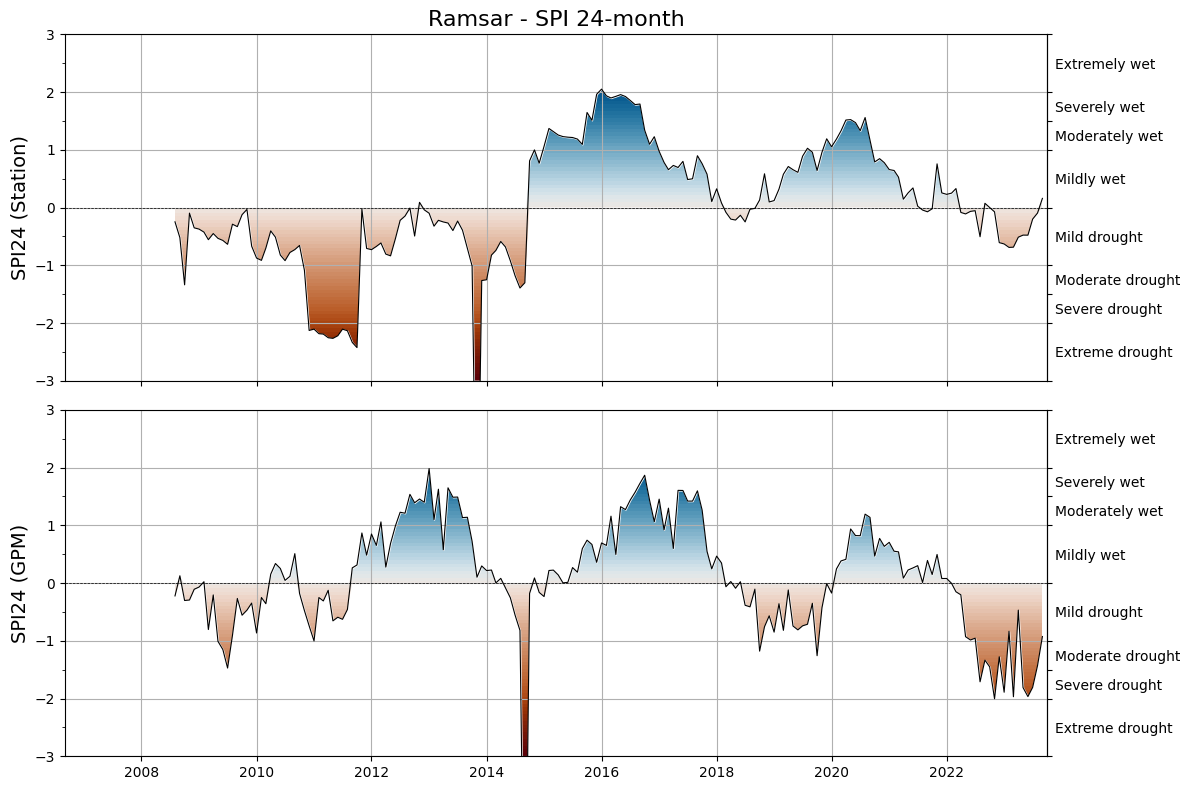 Ramsar - SPI 24-month
SPI24 (Station)
3
2
1
0
−1
−2
−3
Extremely wet
Severely wet
Moderately wet
Mildly wet
Mild drought
Moderate drought
Severe drought
Extreme drought
SPI24 (GPM)
3
2
1
0
−1
−2
−3
Extremely wet
Severely wet
Moderately wet
Mildly wet
Mild drought
Moderate drought
Severe drought
Extreme drought
2008 2010 2012 2014 2016 2018 2020 2022